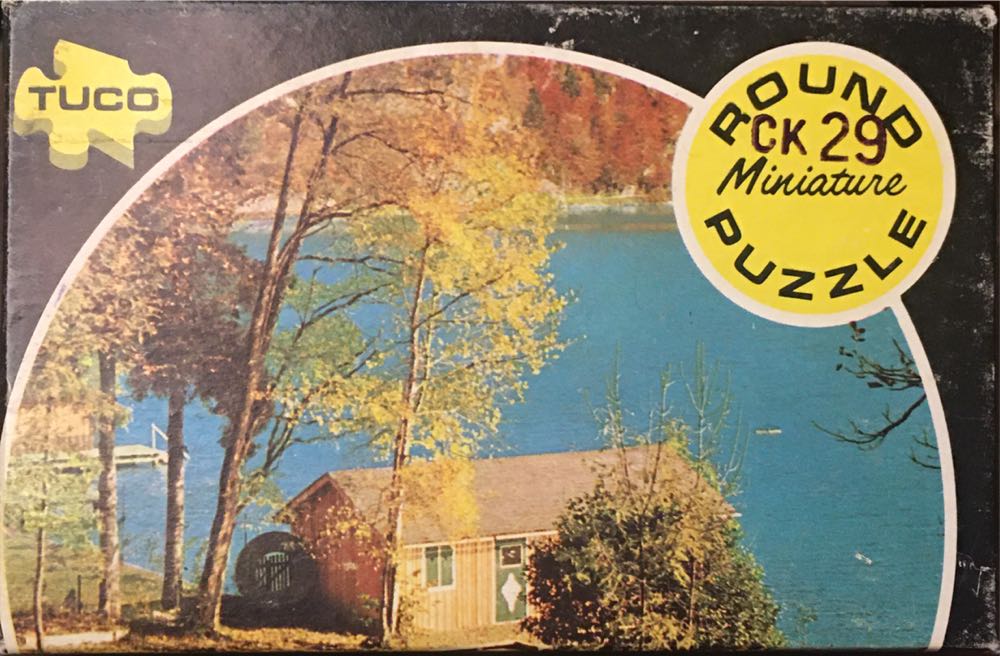 TUCO
ROUND
CK 29
Miniature
PUZZLE